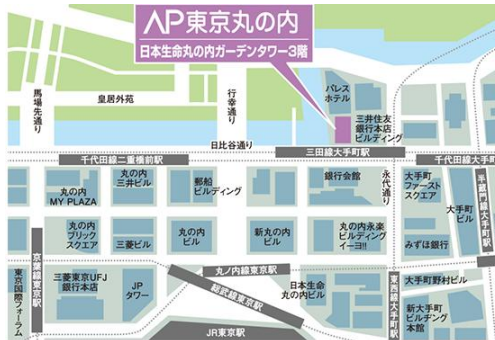 AP東京丸の内
日本生命丸の内ガーデンタワー3階
パレス
ホテル
三井住友
銀行本店
ビルディング
皇居外苑
馬場先通り
行幸通り
日比谷通り
三田線大手町駅
千代田線二重橋前駅
千代田線大手町
丸の内
三井ビル
丸の内
MY PLAZA
郵船
ビルディング
銀行会館
永代通り
大手町
ファースト
スクエア
大手町
ビル
半蔵門線大手町駅
丸の内
ブリック
スクエア
三菱ビル
丸の内
ビル
新丸の内
ビル
丸の内永楽
ビルディング
イーヨ!!
みずほ銀行
丸ノ内線東京駅
京葉線東京駅
東京国際フォーラム
三菱東京UFJ
銀行本店
JP
タワー
総武線東京駅
日本生命
丸の内ビル
東西線大手町駅
大手町野村ビル
新大手町
ビルヂング
本館
JR東京駅